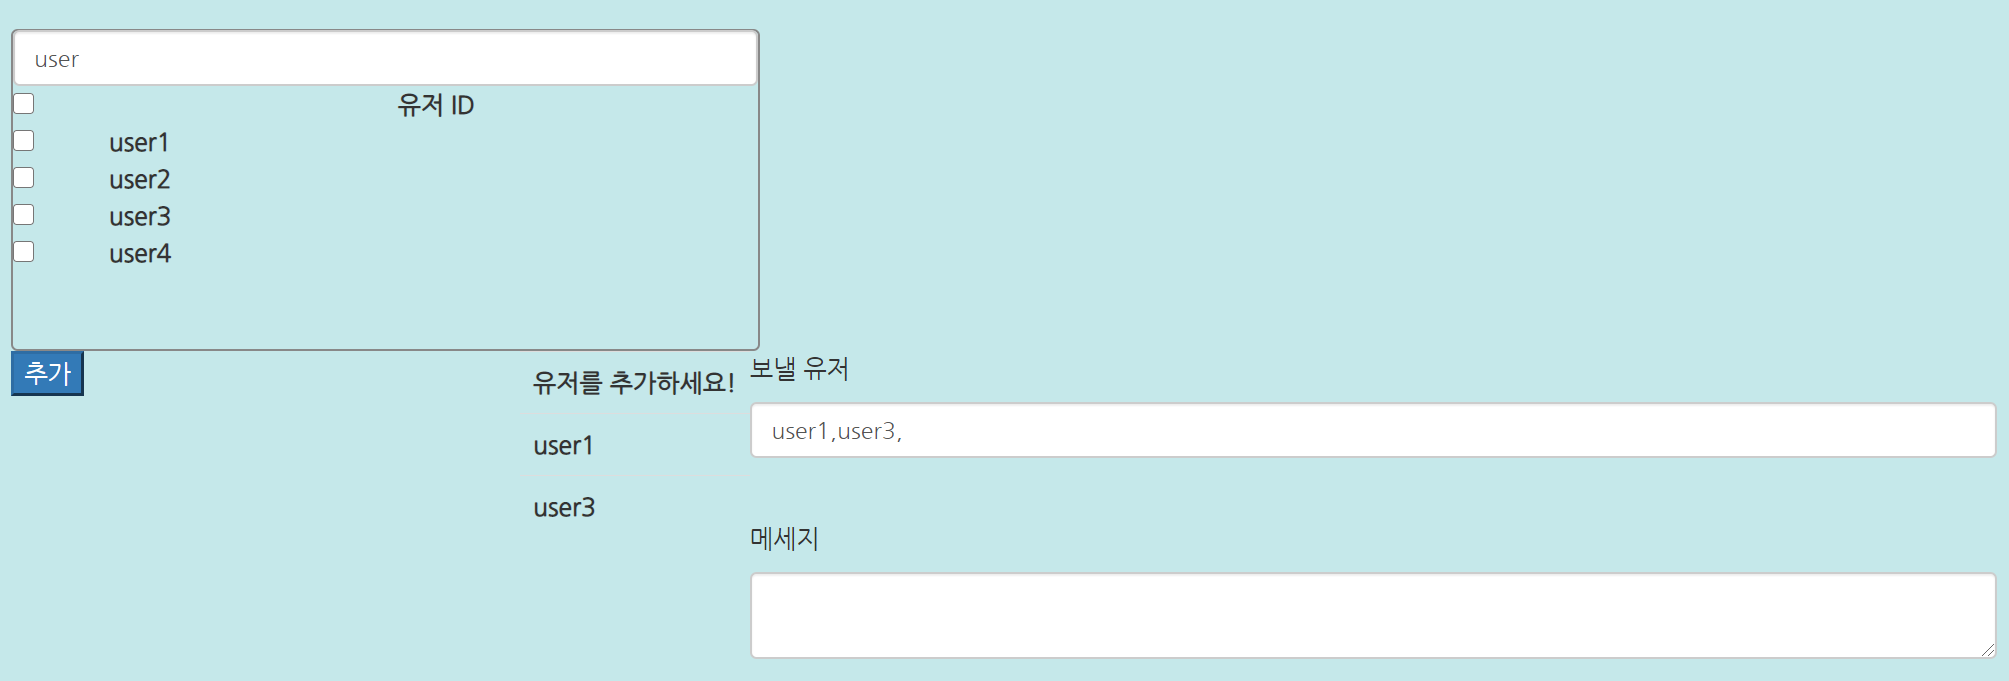 user
유저 ID
user1
user2
user3
user4
추가
유저를 추가하세요!
user1
user3
보낼 유저
user1,user3,
메세지